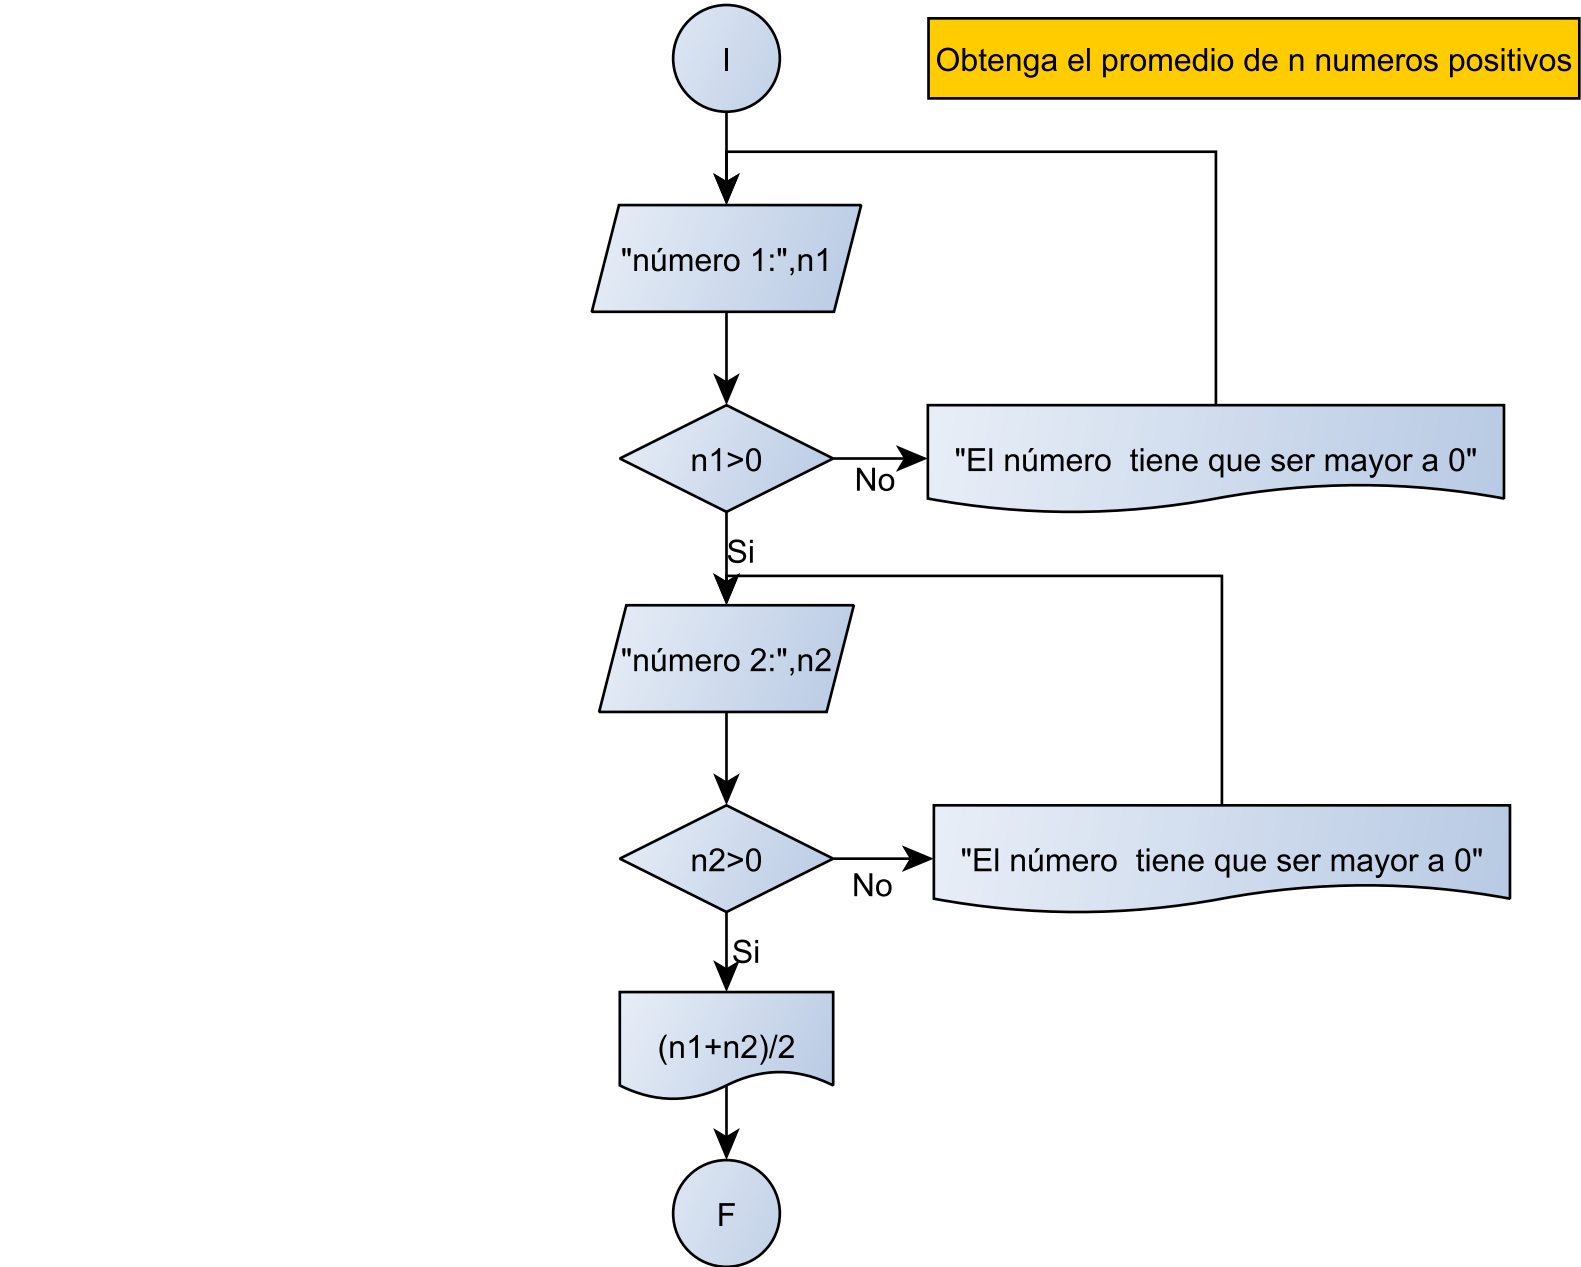 I
Obtenga el promedio de n numeros positivos
"número 1:",n1
n1>0
No
"El número  tiene que ser mayor a 0"
Si
"número 2:",n2
n2>0
No
"El número  tiene que ser mayor a 0"
Si
(n1+n2)/2
F